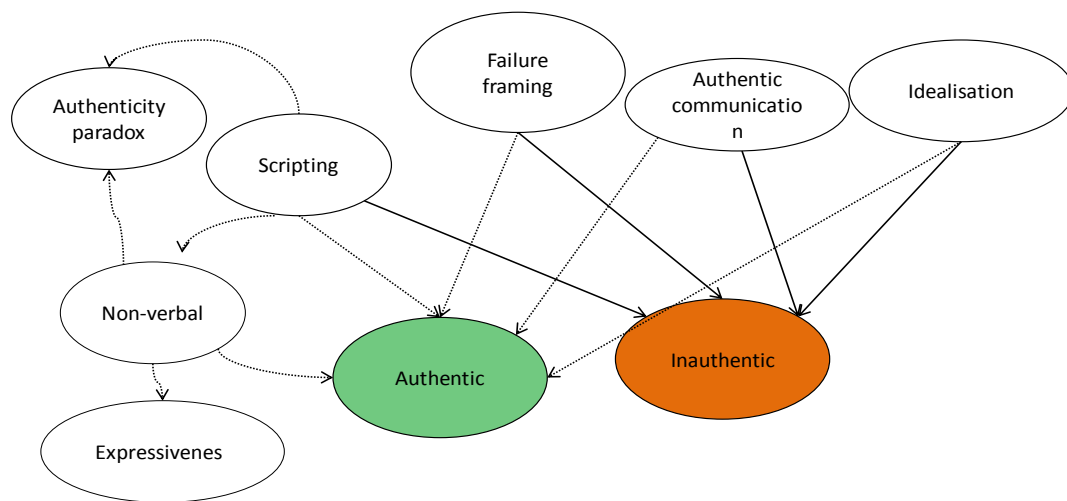 Failure
framing
Authentic
communicatio
n
Idealisation
Authenticity
paradox
Scripting
Non-verbal
Authentic
Inauthentic
Expressivenes